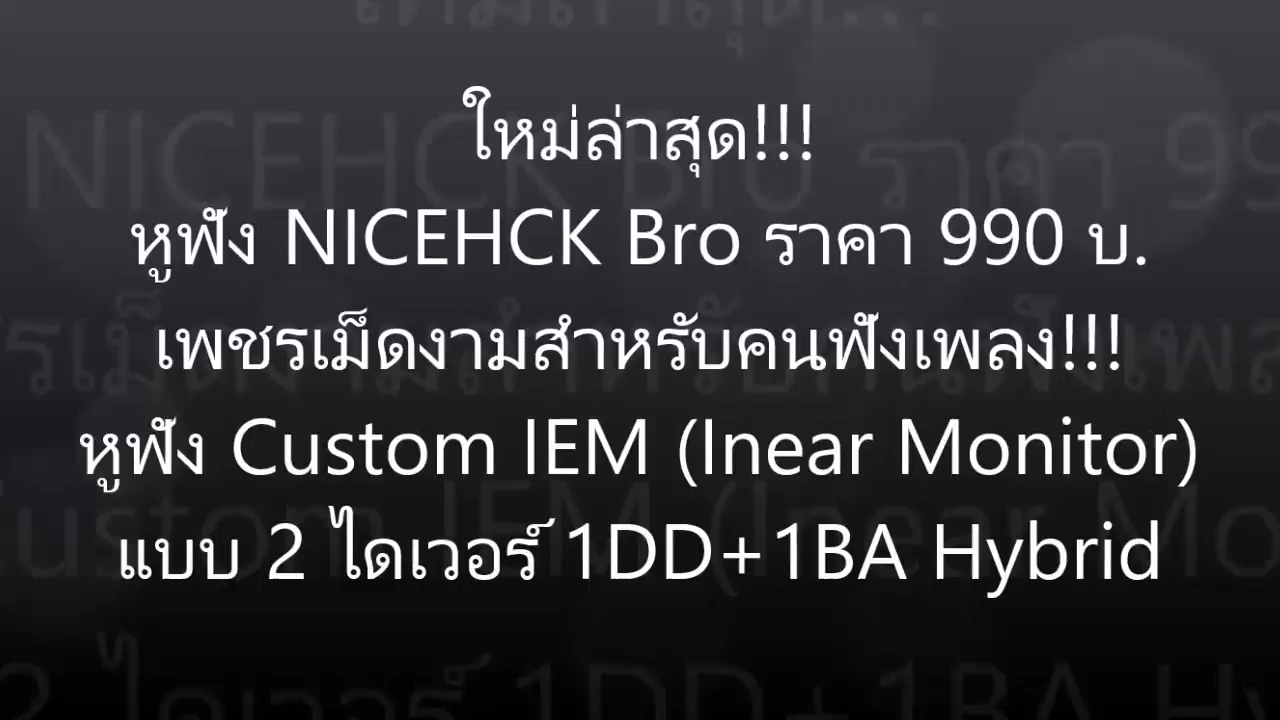 ใหม่ล่าสุด!!!
หูฟัง NICEHCK Bro ราคา 990 บ.
เพชรเม็ดงามสำหรับคนฟังเพลง!!!
หูฟัง Custom IEM (Inear Monitor)
แบบ 2 ไดเวอร์ 1DD+1BA Hybrid